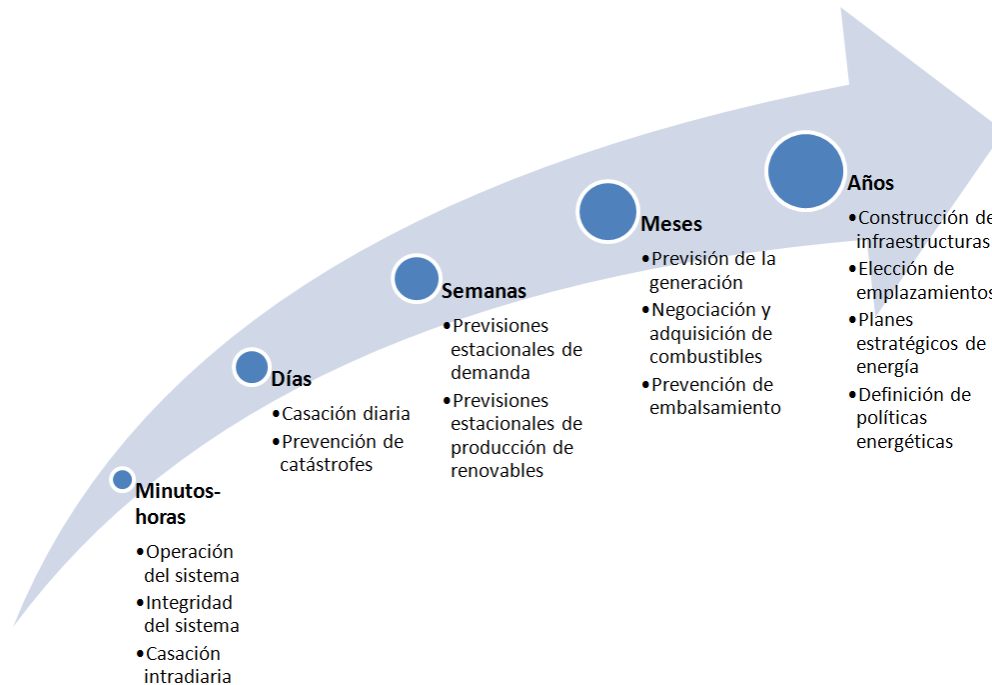 Minutos-
horas
•Operación
del sistema
•Integridad
del sistema
•Casación
intradiaria
Días
•Casación diaria
•Prevención de
catástrofes
Semanas
•Previsiones
estacionales de
demanda
•Previsiones
estacionales de
producción de
renovables
Meses
•Previsión de la
generación
•Negociación y
adquisición de
combustibles
•Prevención de
embalsamiento
Años
•Construcción de
infraestructuras
•Elección de
emplazamientos
•Planes
estratégicos de
energía
•Definición de
políticas
energéticas